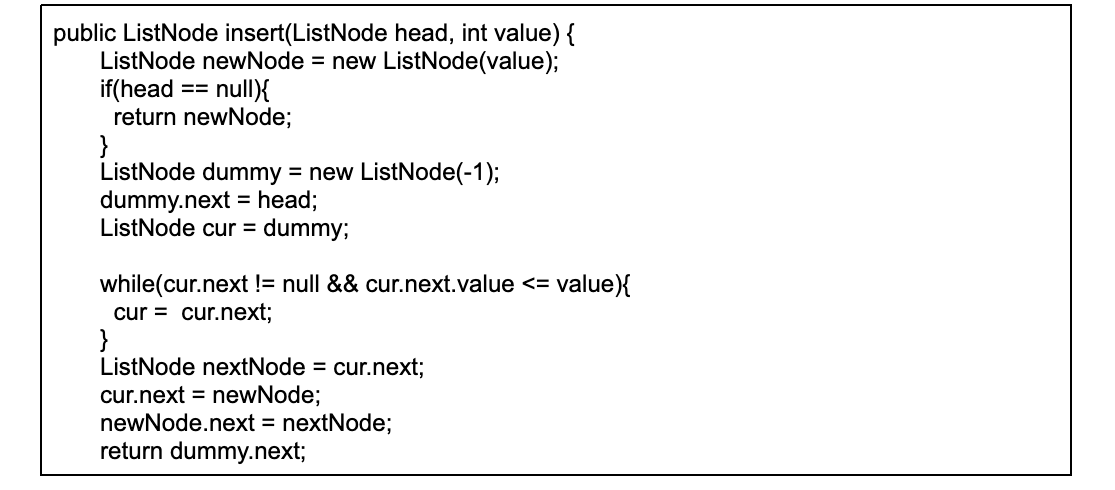 public ListNode insert(ListNode head, int value) {
ListNode newNode = new ListNode(value);
if(head == null){
return newNode;
}
ListNode dummy = new ListNode(-1);
dummy.next = head;
ListNode cur = dummy;
while(cur.next != null && cur.next.value <= value){
cur =  cur.next;
}
ListNode nextNode = cur.next;
cur.next = newNode;
newNode.next = nextNode;
return dummy.next;